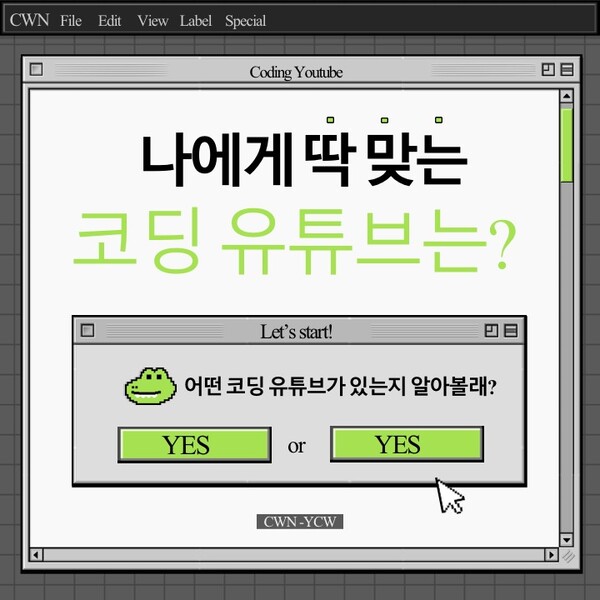 CWN File Edit View Label Special
Coding Youtube
나에게 딱 맞는
코딩 유튜브는?
Let's start!
어떤 코딩 유튜브가 있는지 알아볼래?
YES or YES
CWN -YCW